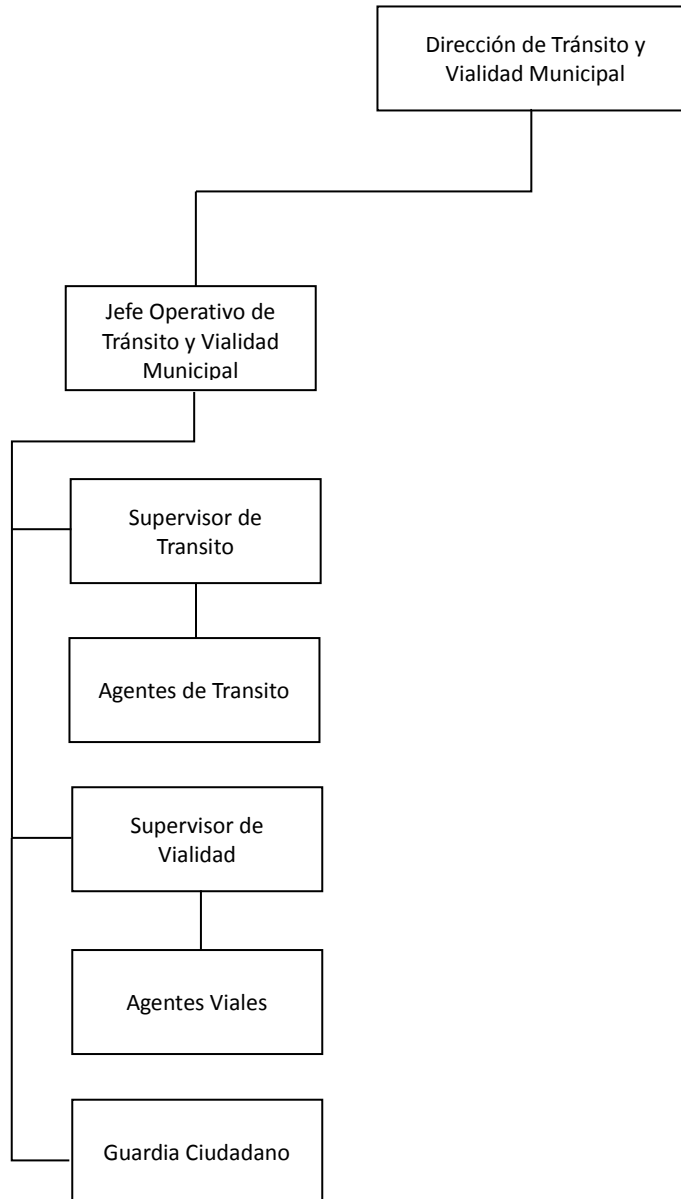 Dirección de Tránsito y
Vialidad Municipal
Jefe Operativo de
Tránsito y Vialidad
Municipal
Supervisor de
Transito
Agentes de Transito
Supervisor de
Vialidad
Agentes Viales
Guardia Ciudadano